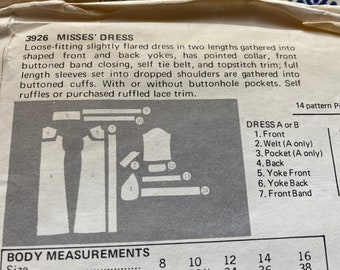 3926 MISSES' DRESS
Loose-fitting slightly flared dress in two lengths gathered into
shaped front and back yokes, has pointed collar, front
buttoned band closing, self tie belt, and topstitch trim; full
length sleeves set into dropped shoulders are gathered into
buttoned cuffs. With or without buttonhole pockets. Self
ruffles or purchased ruffled lace trim.
14 pattern Pi
DRESS A or B
1. Front
2. Welt (A only)
3. Pocket (A only)
4. Back
5. Yoke Front
6. Yoke Back
7. Front Band
BODY MEASUREMENTS
8 10 12 14 16
36 38